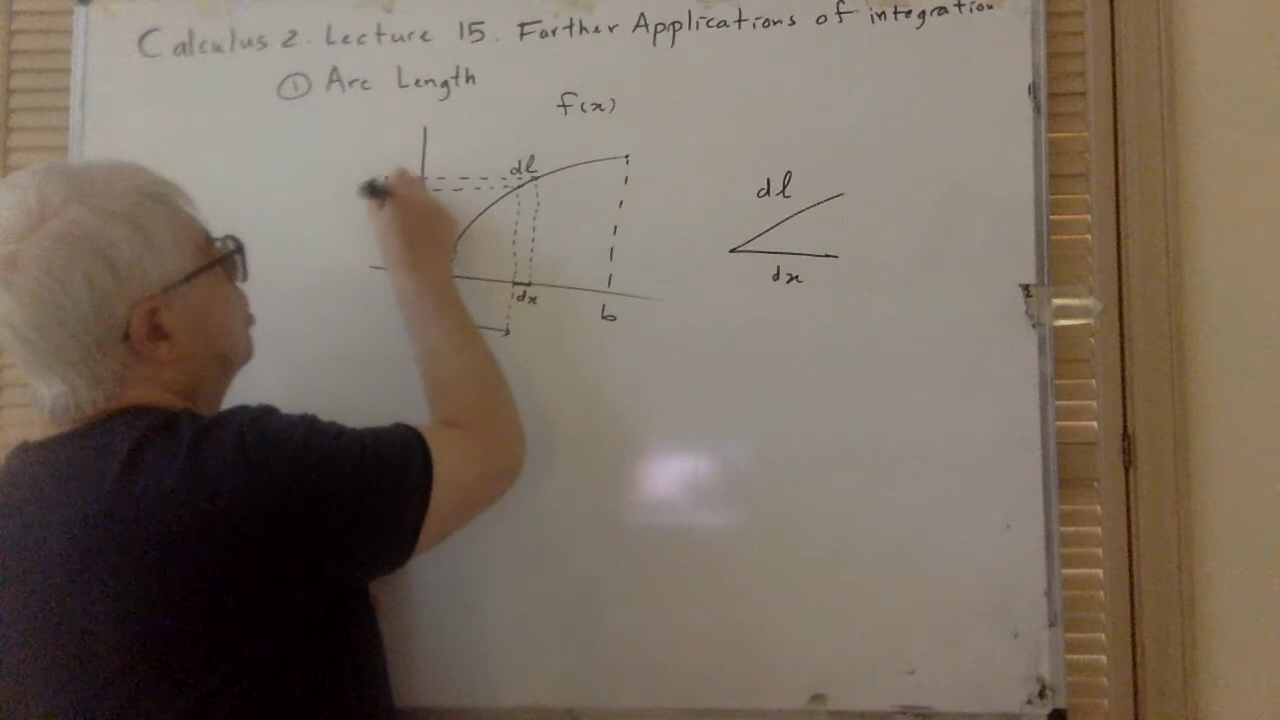 Calculus 2. Lecture 15. Further Applications of integration
① Arc Length
f(x)
dl
dl
dx
dx
b